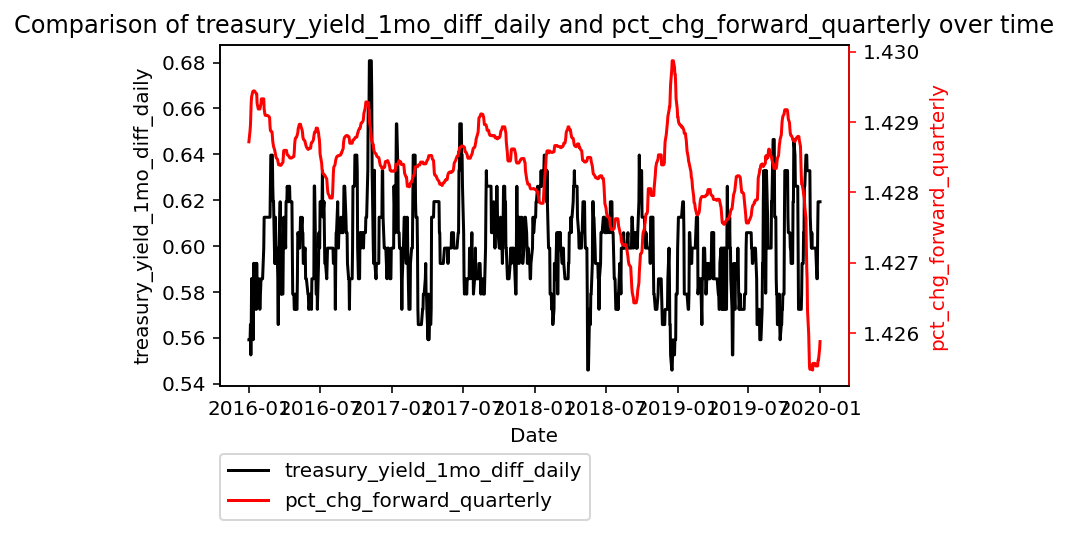 Comparison of treasury_yield_1mo_diff_daily and pct_chg_forward_quarterly over time
treasury_yield_1mo_diff_daily
0.68
0.66
0.64
0.62
0.60
0.58
0.56
0.54
1.430
1.429
1.428
1.427
1.426
pct_chg_forward_quarterly
2016-01 2016-07 2017-01 2017-07 2018-01 2018-07 2019-01 2019-07 2020-01
Date
treasury_yield_1mo_diff_daily
pct_chg_forward_quarterly